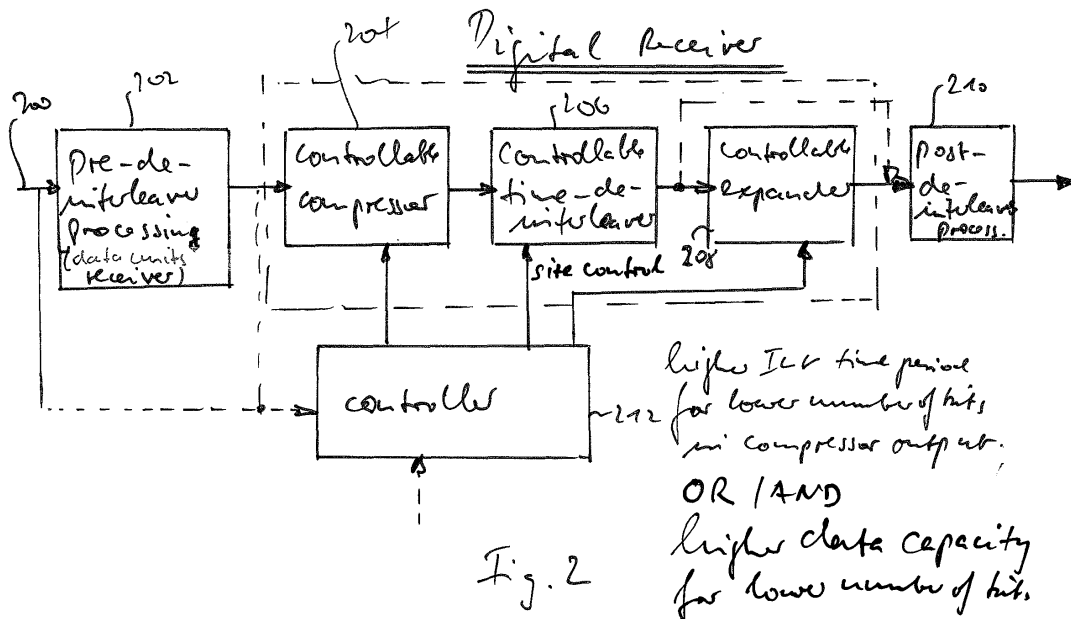 Digital Receiver
200
202
204
206
210
pre-de-
interleaver
processing
(data units
receiver)
controllable
compressor
controllable
time-de-
interleaver
controllable
expander
208
post-
de-
interleaver
process.
size control
controller
212
higher ILV time period
for lower number of bits
in compressor output.
OR / AND
higher data capacity
for lower number of bits
Fig. 2